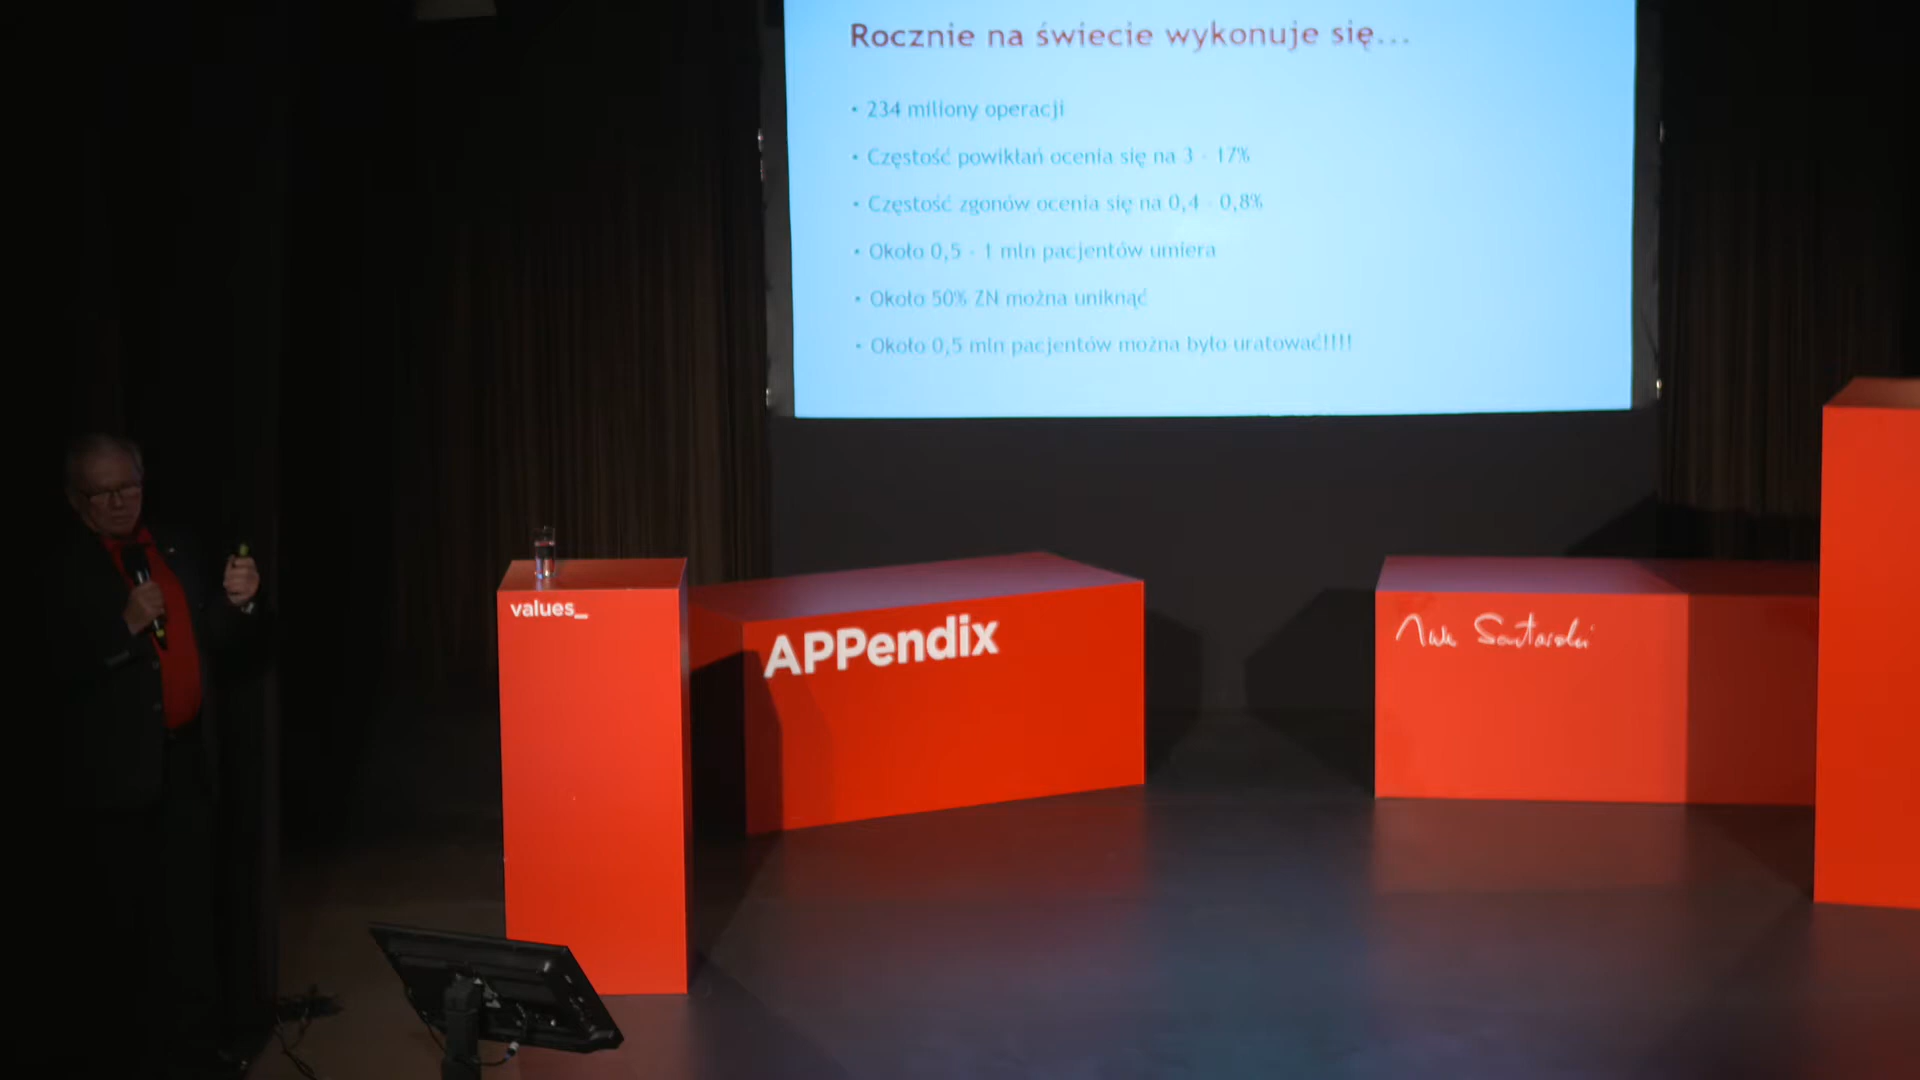 Rocznie na świecie wykonuje się...
• 234 miliony operacji
• Częstość powikłań ocenia się na 3 - 17%
• Częstość zgonów ocenia się na 0,4 - 0,8%
• Około 0,5 - 1 mln pacjentów umiera
• Około 50% ZN można uniknąć
• Około 0,5 mln pacjentów można było uratować!!!!
values_
APPendix